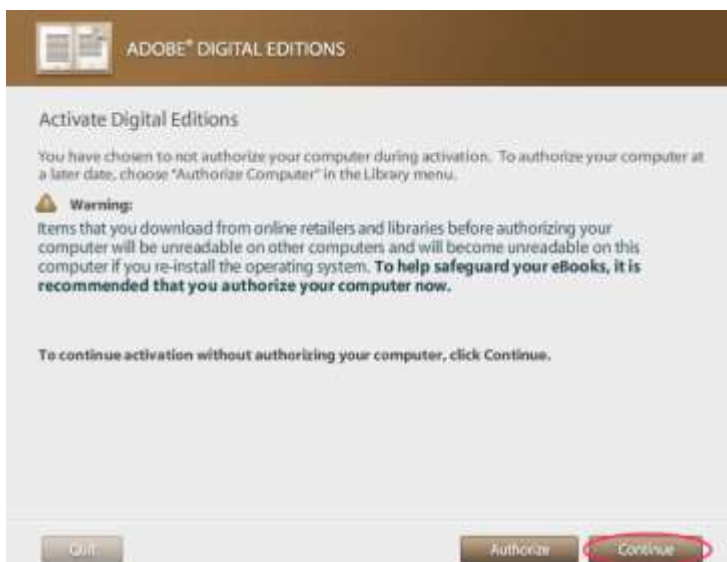 ADOBE® DIGITAL EDITIONS
Activate Digital Editions
You have chosen to not authorize your computer during activation. To authorize your computer at
a later date, choose "Authorize Computer" in the Library menu.
Warning:
Items that you download from online retailers and libraries before authorizing your
computer will be unreadable on other computers and will become unreadable on this
computer if you re-install the operating system. To help safeguard your eBooks, it is
recommended that you authorize your computer now.
To continue activation without authorizing your computer, click Continue.
Quit
Authorize
Continue